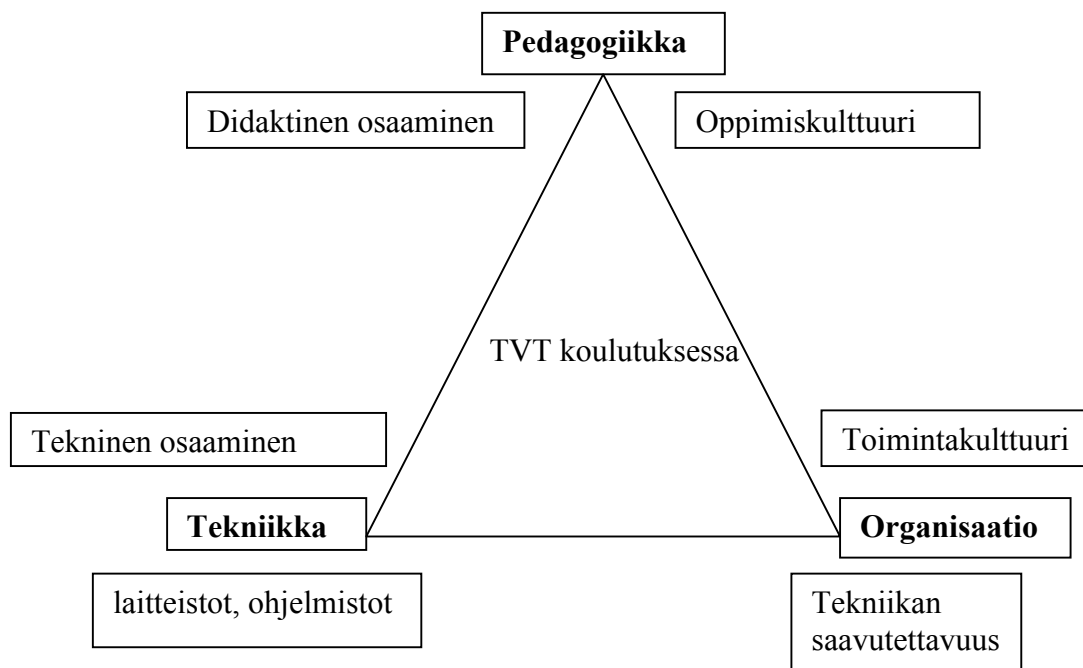 Pedagogiikka
Didaktinen osaaminen
Oppimiskulttuuri
TVT koulutuksessa
Tekninen osaaminen
Toimintakulttuuri
Tekniikka
Organisaatio
laitteistot, ohjelmistot
Tekniikan
saavutettavuus